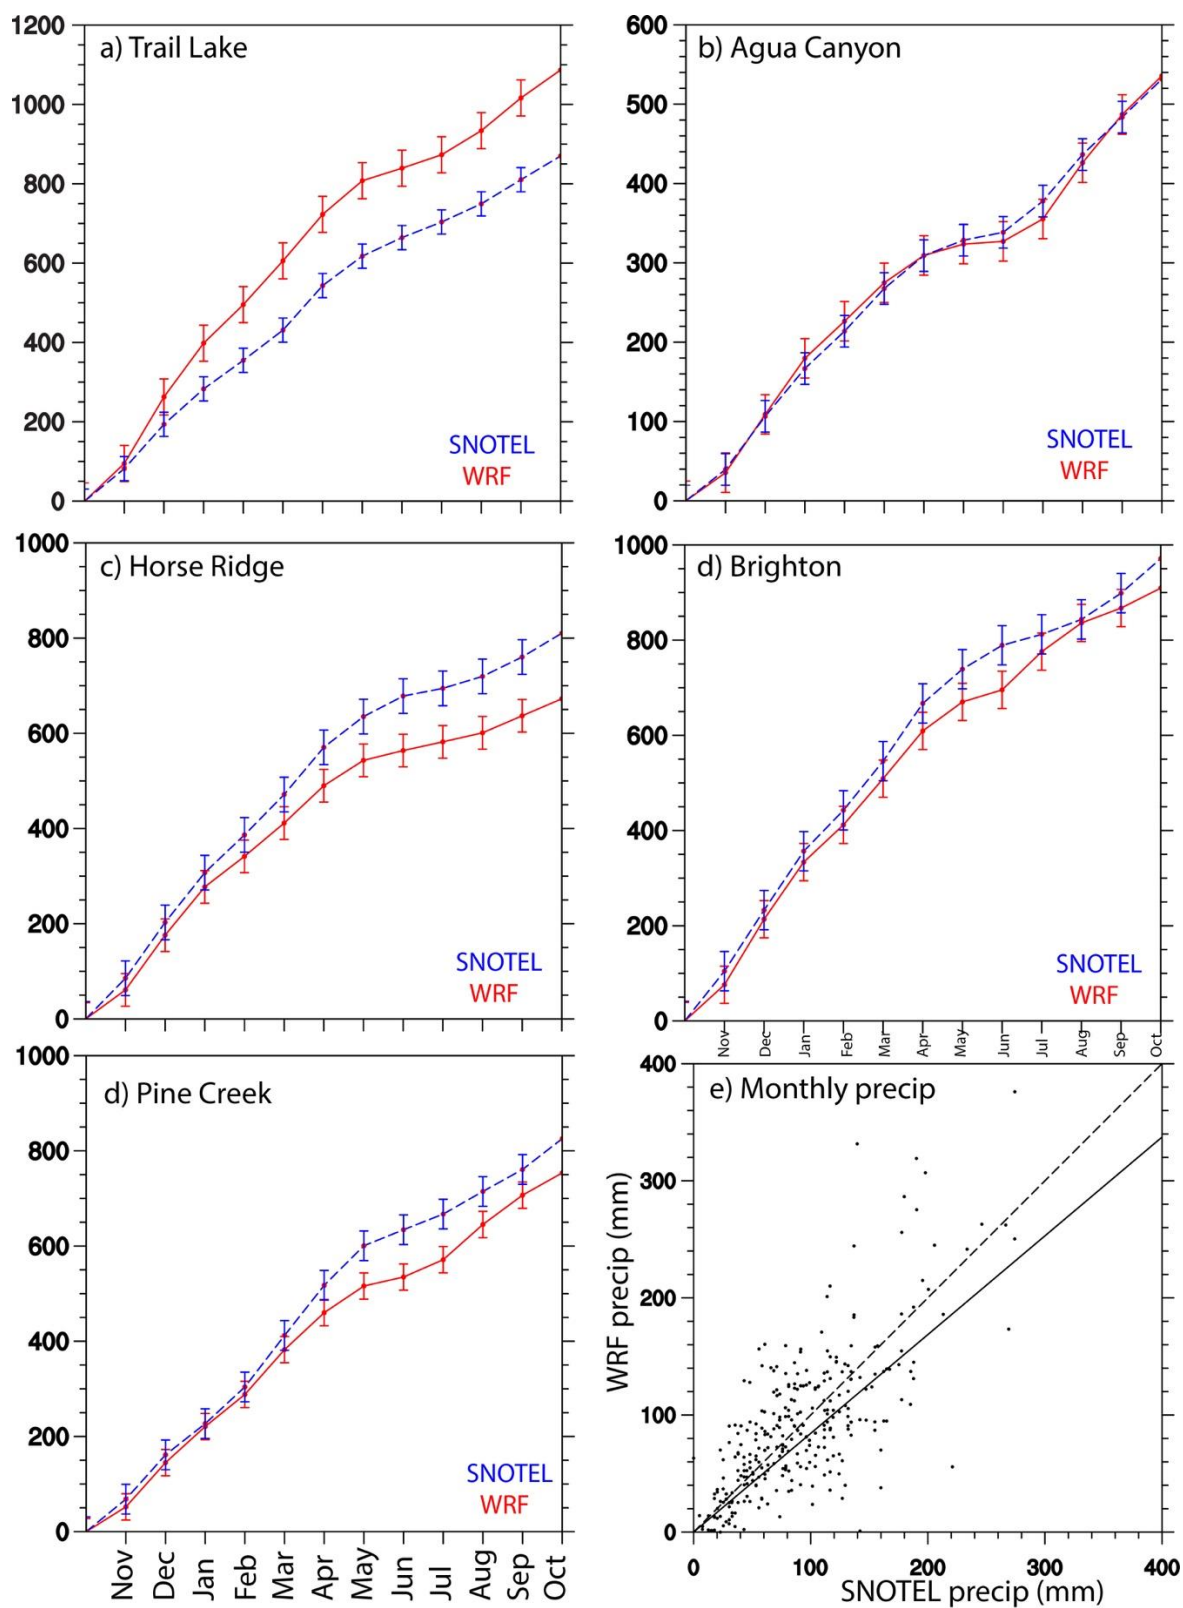 a) Trail Lake
1200
1000
800
600
400
200
0
SNOTEL
WRF
b) Agua Canyon
600
500
400
300
200
100
0
SNOTEL
WRF
c) Horse Ridge
1000
800
600
400
200
0
SNOTEL
WRF
d) Brighton
1000
800
600
400
200
0
SNOTEL
WRF
Nov Dec Jan Feb Mar Apr May Jun Jul Aug Sep Oct
d) Pine Creek
1000
800
600
400
200
0
SNOTEL
WRF
Nov Dec Jan Feb Mar Apr May Jun Jul Aug Sep Oct
e) Monthly precip
400
300
200
100
0
WRF precip (mm)
0 100 200 300 400
SNOTEL precip (mm)